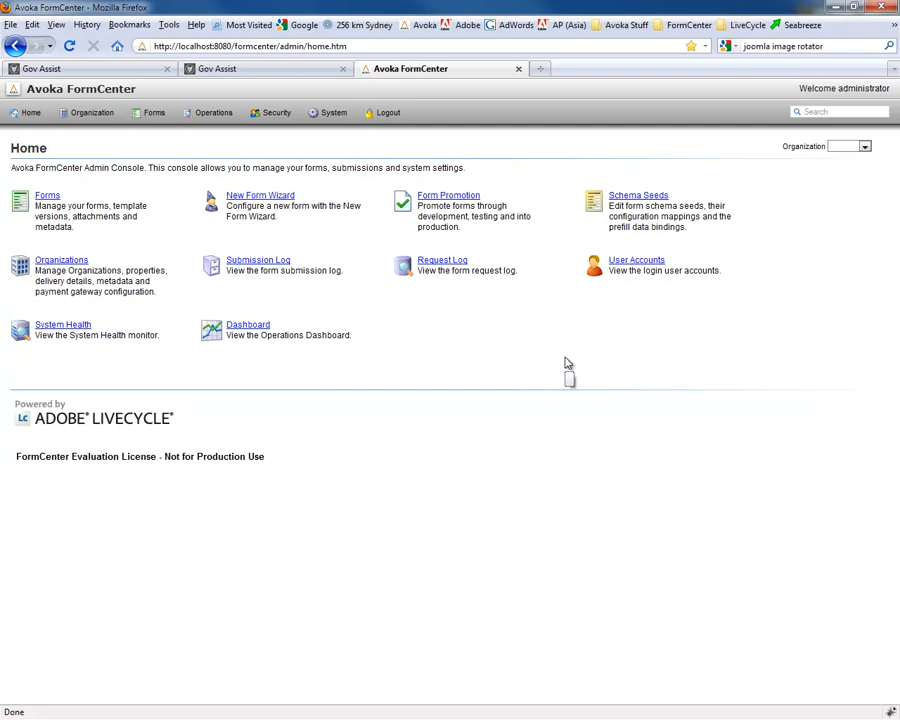 Avoka FormCenter - Mozilla Firefox
File Edit View History Bookmarks Tools Help Most Visited Google 256 km Sydney Avoka Adobe AdWords AP (Asia) Avoka Stuff FormCenter LiveCycle Seabreeze »
http://localhost:8080/formcenter/admin/home.htm joomla image rotator
Gov Assist Gov Assist Avoka FormCenter
Avoka FormCenter Welcome administrator
Home Organization Forms Operations Security System Logout Search
Home Organization
Avoka FormCenter Admin Console. This console allows you to manage your forms, submissions and system settings.
Forms
Manage your forms, template
versions, attachments and
metadata.
New Form Wizard
Configure a new form with the New
Form Wizard.
Form Promotion
Promote forms through
development, testing and into
production.
Schema Seeds
Edit form schema seeds, their
configuration mappings and the
prefill data bindings.
Organizations
Manage Organizations, properties,
delivery details, metadata and
payment gateway configuration.
Submission Log
View the form submission log.
Request Log
View the form request log.
User Accounts
View the login user accounts.
System Health
View the System Health monitor.
Dashboard
View the Operations Dashboard.
Powered by
Lc ADOBE® LIVECYCLE®
FormCenter Evaluation License - Not for Production Use
Done